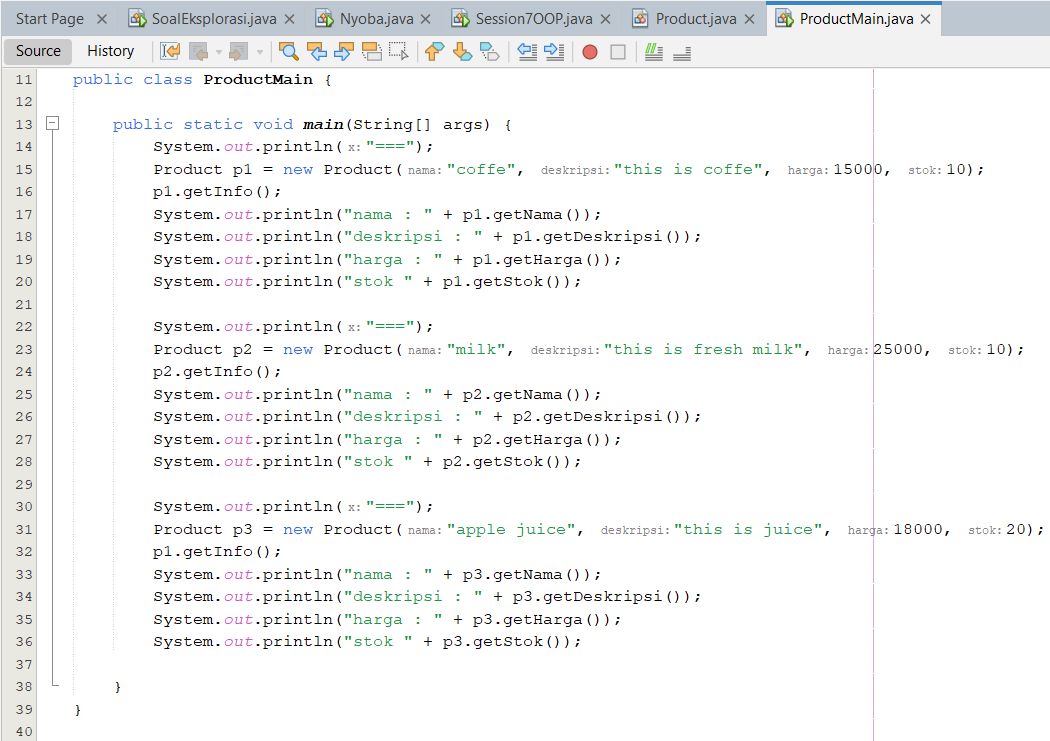 Start Page SoalEksplorasi.java Nyoba.java Session7OOP.java Product.java ProductMain.java
Source History
11 public class ProductMain {
12
13 public static void main(String[] args) {
14 System.out.println( x: "===");
15 Product p1 = new Product( nama: "coffe", deskripsi: "this is coffe", harga: 15000, stok: 10);
16 p1.getInfo();
17 System.out.println("nama : " + p1.getNama());
18 System.out.println("deskripsi : " + p1.getDeskripsi());
19 System.out.println("harga : " + p1.getHarga());
20 System.out.println("stok " + p1.getStok());
21
22 System.out.println( x: "===");
23 Product p2 = new Product( nama: "milk", deskripsi: "this is fresh milk", harga: 25000, stok: 10);
24 p2.getInfo();
25 System.out.println("nama : " + p2.getNama());
26 System.out.println("deskripsi : " + p2.getDeskripsi());
27 System.out.println("harga : " + p2.getHarga());
28 System.out.println("stok " + p2.getStok());
29
30 System.out.println( x: "===");
31 Product p3 = new Product( nama: "apple juice", deskripsi: "this is juice", harga: 18000, stok: 20);
32 p1.getInfo();
33 System.out.println("nama : " + p3.getNama());
34 System.out.println("deskripsi : " + p3.getDeskripsi());
35 System.out.println("harga : " + p3.getHarga());
36 System.out.println("stok " + p3.getStok());
37
38 }
39 }
40